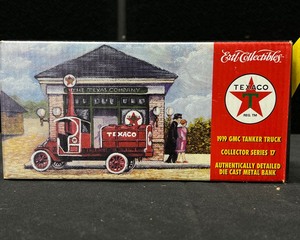 Ertl Collectibles
TEXACO
T
REG. TM
1919 GMC TANKER TRUCK
COLLECTOR SERIES 17
AUTHENTICALLY DETAILED
DIE CAST METAL BANK
THE TEXAS COMPANY
TEXACO